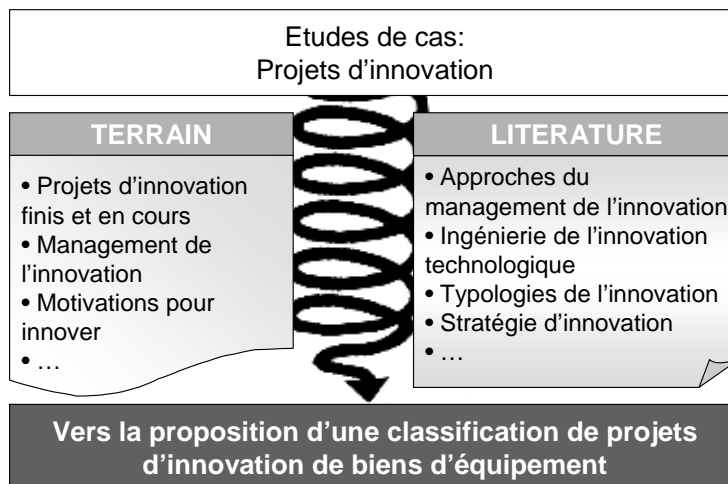 Etudes de cas:
Projets d’innovation
TERRAIN
• Projets d’innovation
finis et en cours
• Management de
l’innovation
• Motivations pour
innover
• …
LITERATURE
• Approches du
management de l’innovation
• Ingénierie de l’innovation
technologique
• Typologies de l’innovation
• Stratégie d’innovation
• …
Vers la proposition d’une classification de projets
d’innovation de biens d’équipement